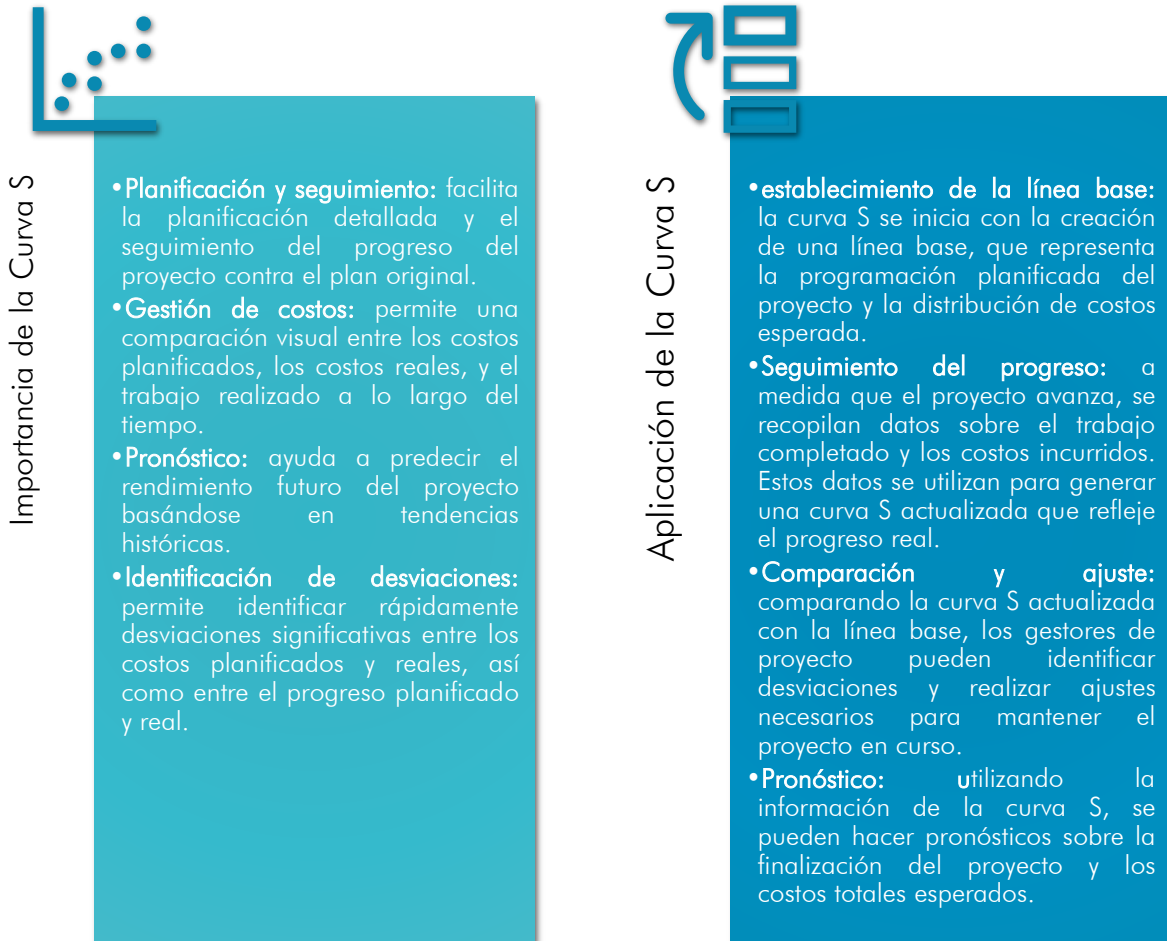 Importancia de la Curva S
•Planificación y seguimiento: facilita
la planificación detallada y el
seguimiento del progreso del
proyecto contra el plan original.
•Gestión de costos: permite una
comparación visual entre los costos
planificados, los costos reales, y el
trabajo realizado a lo largo del
tiempo.
•Pronóstico: ayuda a predecir el
rendimiento futuro del proyecto
basándose en tendencias
históricas.
•Identificación de desviaciones:
permite identificar rápidamente
desviaciones significativas entre los
costos planificados y reales, así
como entre el progreso planificado
y real.
Aplicación de la Curva S
•establecimiento de la línea base:
la curva S se inicia con la creación
de una línea base, que representa
la programación planificada del
proyecto y la distribución de costos
esperada.
•Seguimiento del progreso: a
medida que el proyecto avanza, se
recopilan datos sobre el trabajo
completado y los costos incurridos.
Estos datos se utilizan para generar
una curva S actualizada que refleje
el progreso real.
•Comparación y ajuste:
comparando la curva S actualizada
con la línea base, los gestores de
proyecto pueden identificar
desviaciones y realizar ajustes
necesarios para mantener el
proyecto en curso.
•Pronóstico: utilizando la
información de la curva S, se
pueden hacer pronósticos sobre la
finalización del proyecto y los
costos totales esperados.